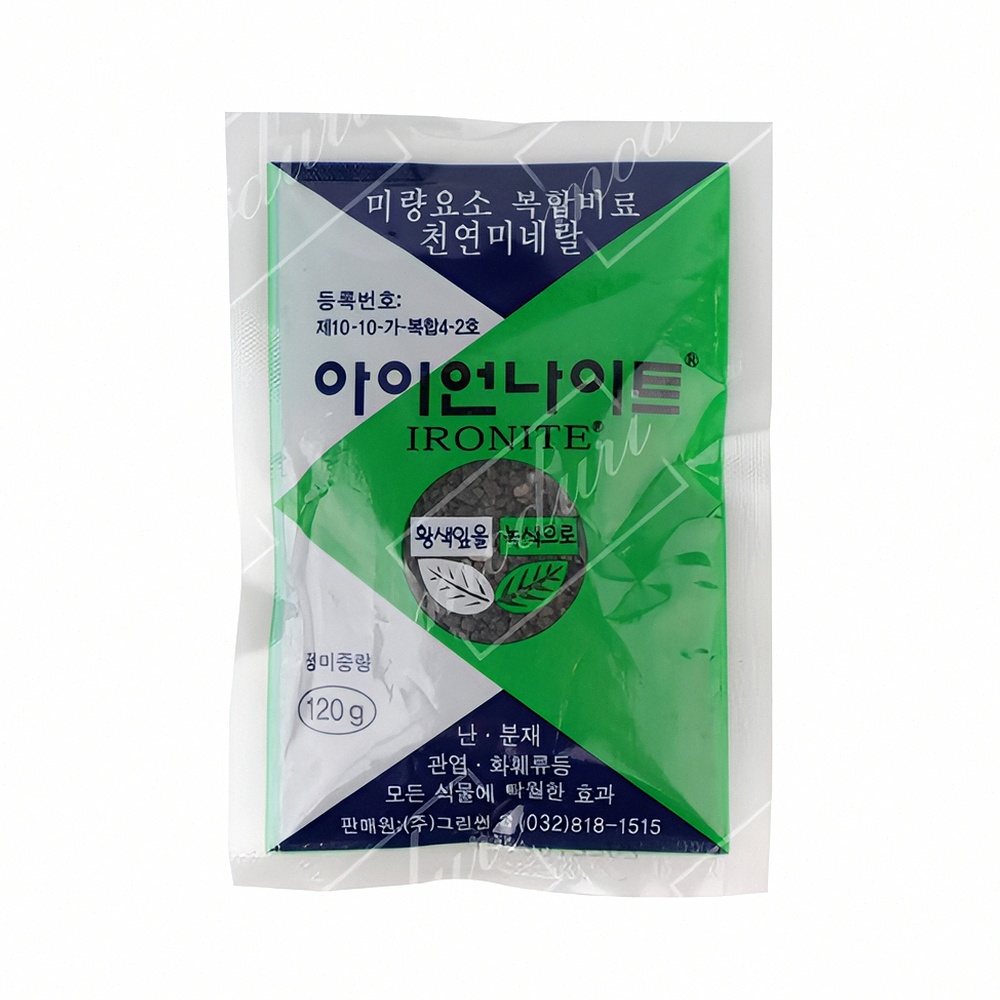 미량요소 복합비료
천연미네랄
등록번호:
제10-10-가-복합4-2호
아이언나이트®
IRONITE®
황색잎을 녹색으로
정미중량
120g
난·분재
관엽·화훼류등
모든 식물에 탁월한 효과
판매원:(주)그린씬 ☎(032)818-1515
moduri